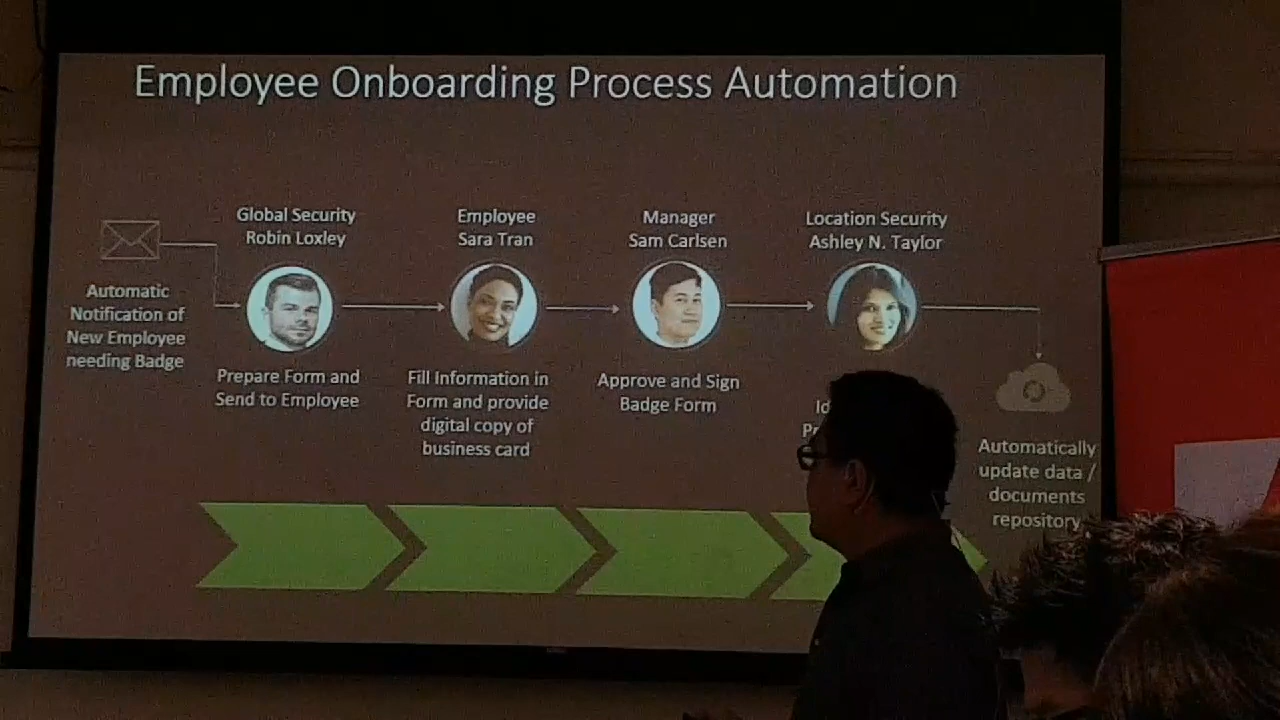 Employee Onboarding Process Automation
Automatic
Notification of
New Employee
needing Badge
Global Security
Robin Loxley
Prepare Form and
Send to Employee
Employee
Sara Tran
Fill Information in
Form and provide
digital copy of
business card
Manager
Sam Carlsen
Approve and Sign
Badge Form
Location Security
Ashley N. Taylor
Automatically
update data /
documents
repository